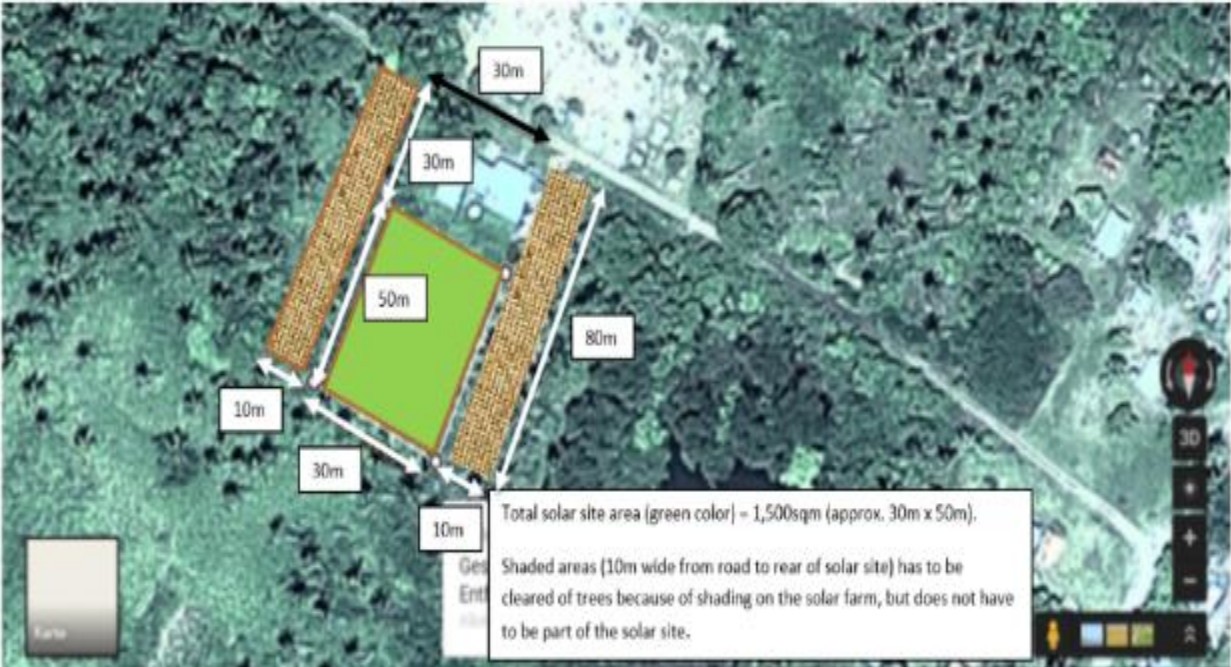 30m
30m
50m
80m
10m
30m
10m
Total solar site area (green color) = 1,500sqm (approx. 30m x 50m).
Shaded areas (10m wide from road to rear of solar site) has to be
cleared of trees because of shading on the solar farm, but does not have
to be part of the solar site.
Ges
Ent
3D
Karte